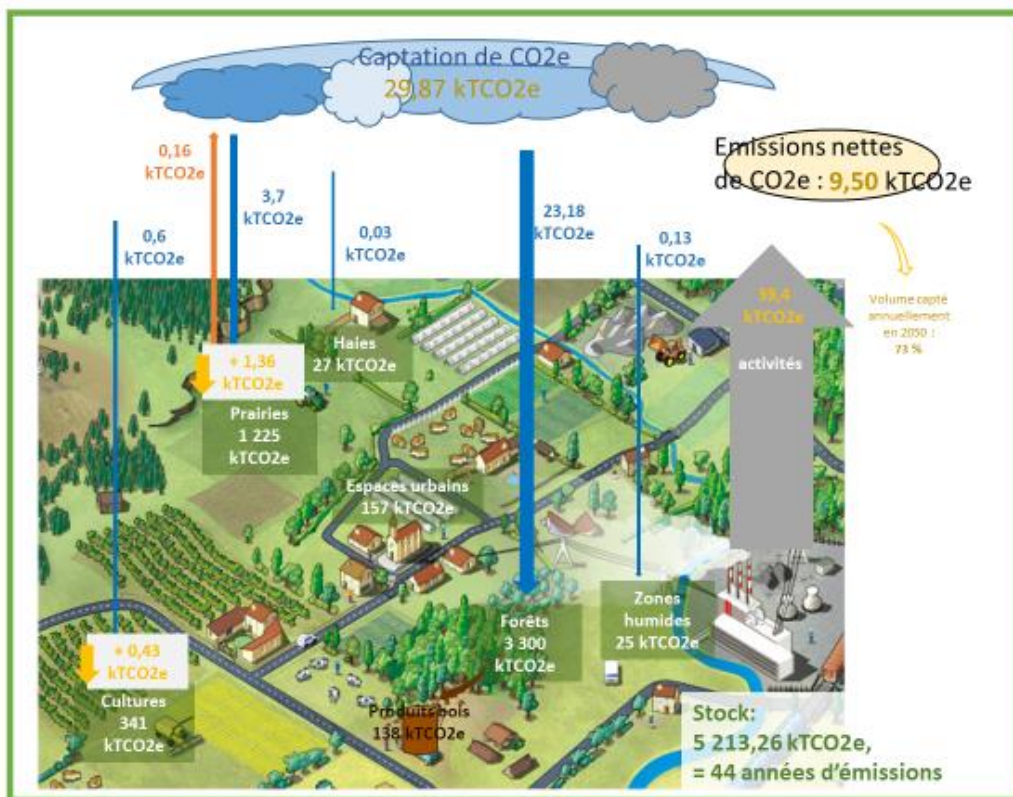 Captation de CO2e
29,87 kTCO2e
Emissions nettes
de CO2e : 9,50 kTCO2e
0,16
kTCO2e
3,7
kTCO2e
0,6
kTCO2e
0,03
kTCO2e
23,18
kTCO2e
0,13
kTCO2e
39,4
kTCO2e
activités
Volume capté
annuellement
en 2050 :
73 %
Haies
27 kTCO2e
+ 1,36
kTCO2e
Prairies
1 225
kTCO2e
Espaces urbains
157 kTCO2e
Forêts
3 300
kTCO2e
Zones
humides
25 kTCO2e
+ 0,43
kTCO2e
Cultures
341
kTCO2e
Produits bois
138 kTCO2e
Stock:
5 213,26 kTCO2e,
= 44 années d’émissions